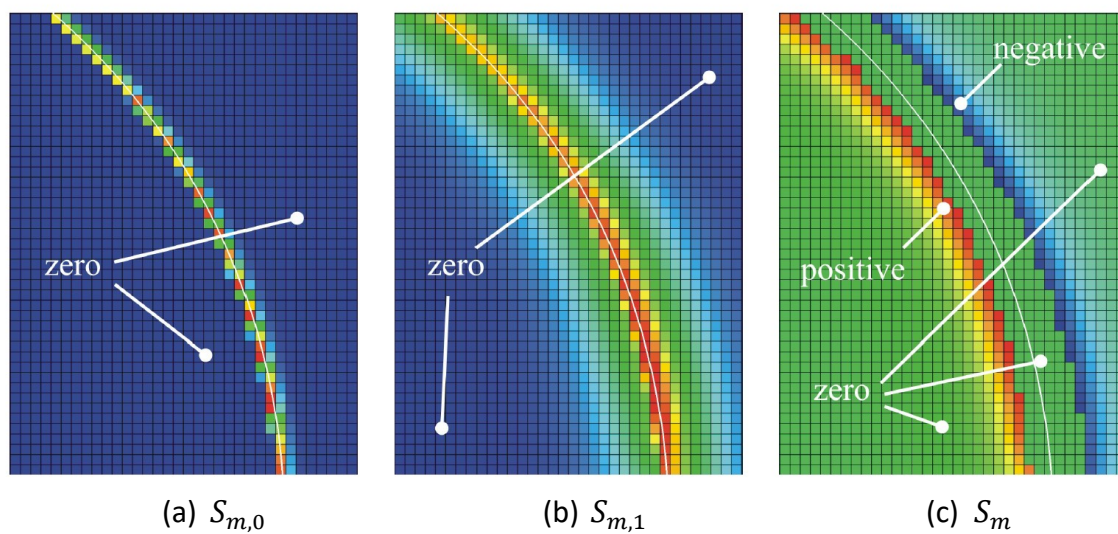 zero
zero
negative
positive
zero
(a) $S_{m,0}$
(b) $S_{m,1}$
(c) $S_m$